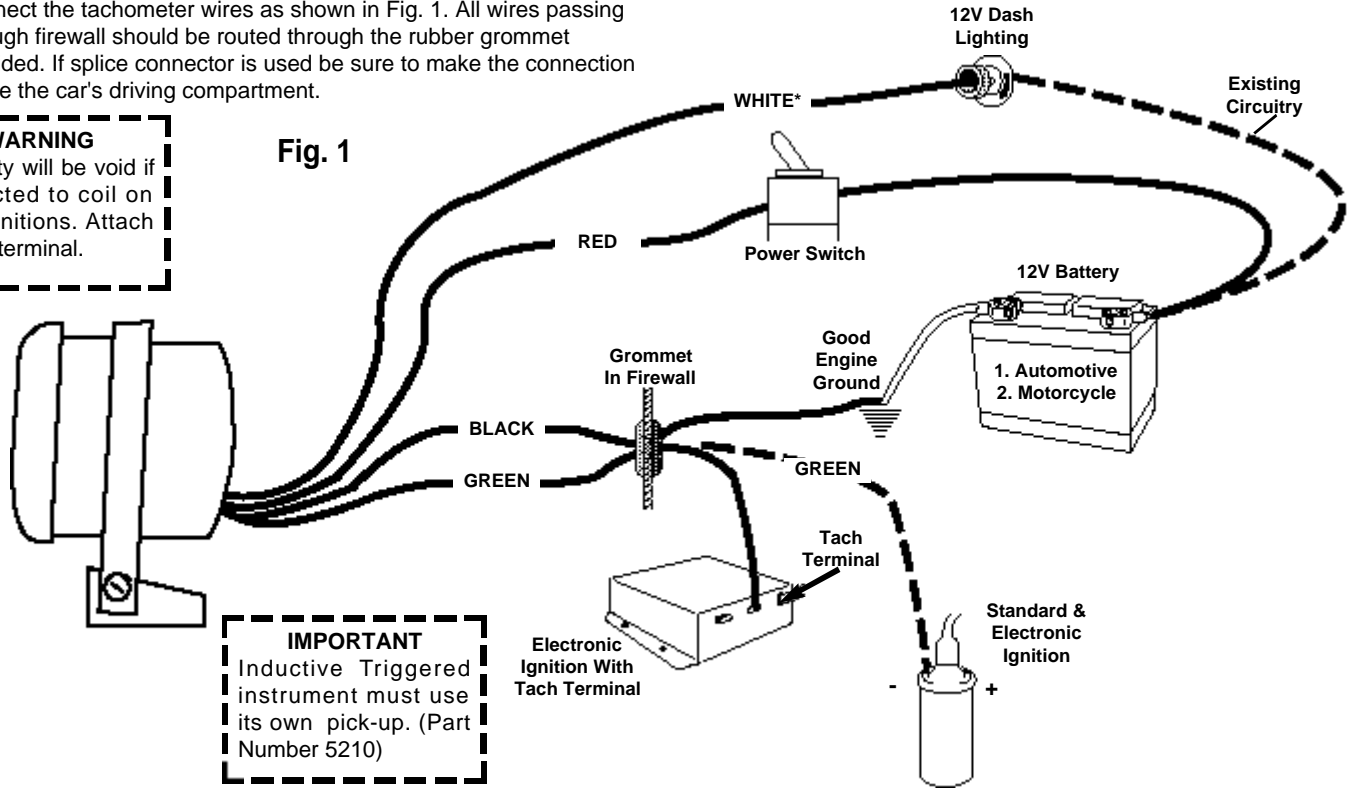 nect the tachometer wires as shown in Fig. 1. All wires passing
ugh firewall should be routed through the rubber grommet
ded. If splice connector is used be sure to make the connection
e the car's driving compartment.
WARNING
ty will be void if
cted to coil on
nitions. Attach
terminal.
Fig. 1
12V Dash
Lighting
WHITE*
Existing
Circuitry
RED
Power Switch
12V Battery
1. Automotive
2. Motorcycle
Good
Engine
Ground
Grommet
In Firewall
BLACK
GREEN
GREEN
Tach
Terminal
Electronic
Ignition With
Tach Terminal
Standard &
Electronic
Ignition
- +
IMPORTANT
Inductive Triggered
instrument must use
its own pick-up. (Part
Number 5210)